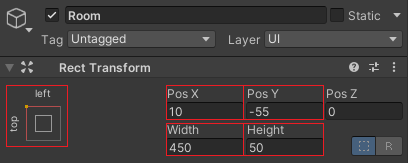 Room Static
Tag Untagged Layer UI
Rect Transform
left
top
Pos X Pos Y Pos Z
10 -55 0
Width Height
450 50
R